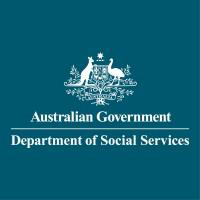 Australian Government
Department of Social Services